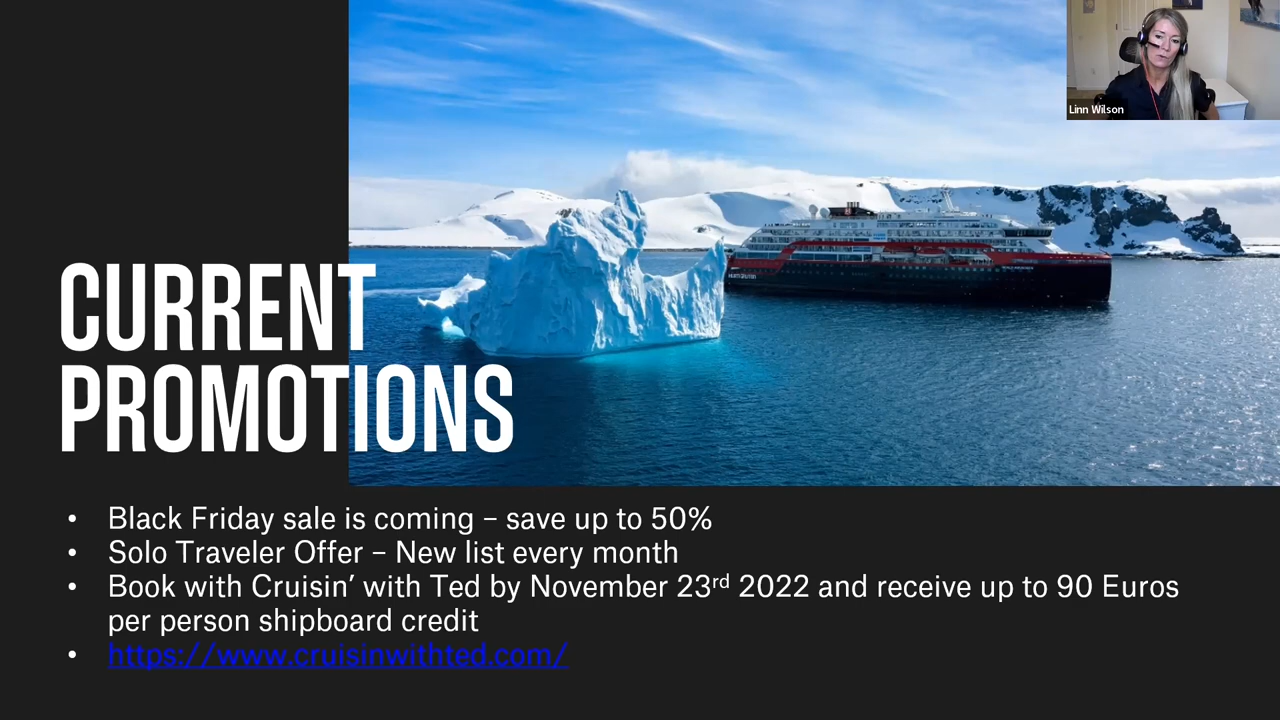 Linn Wilson
CURRENT
PROMOTIONS
• Black Friday sale is coming – save up to 50%
• Solo Traveler Offer – New list every month
• Book with Cruisin’ with Ted by November 23rd 2022 and receive up to 90 Euros
per person shipboard credit
• https://www.cruisinwithted.com/